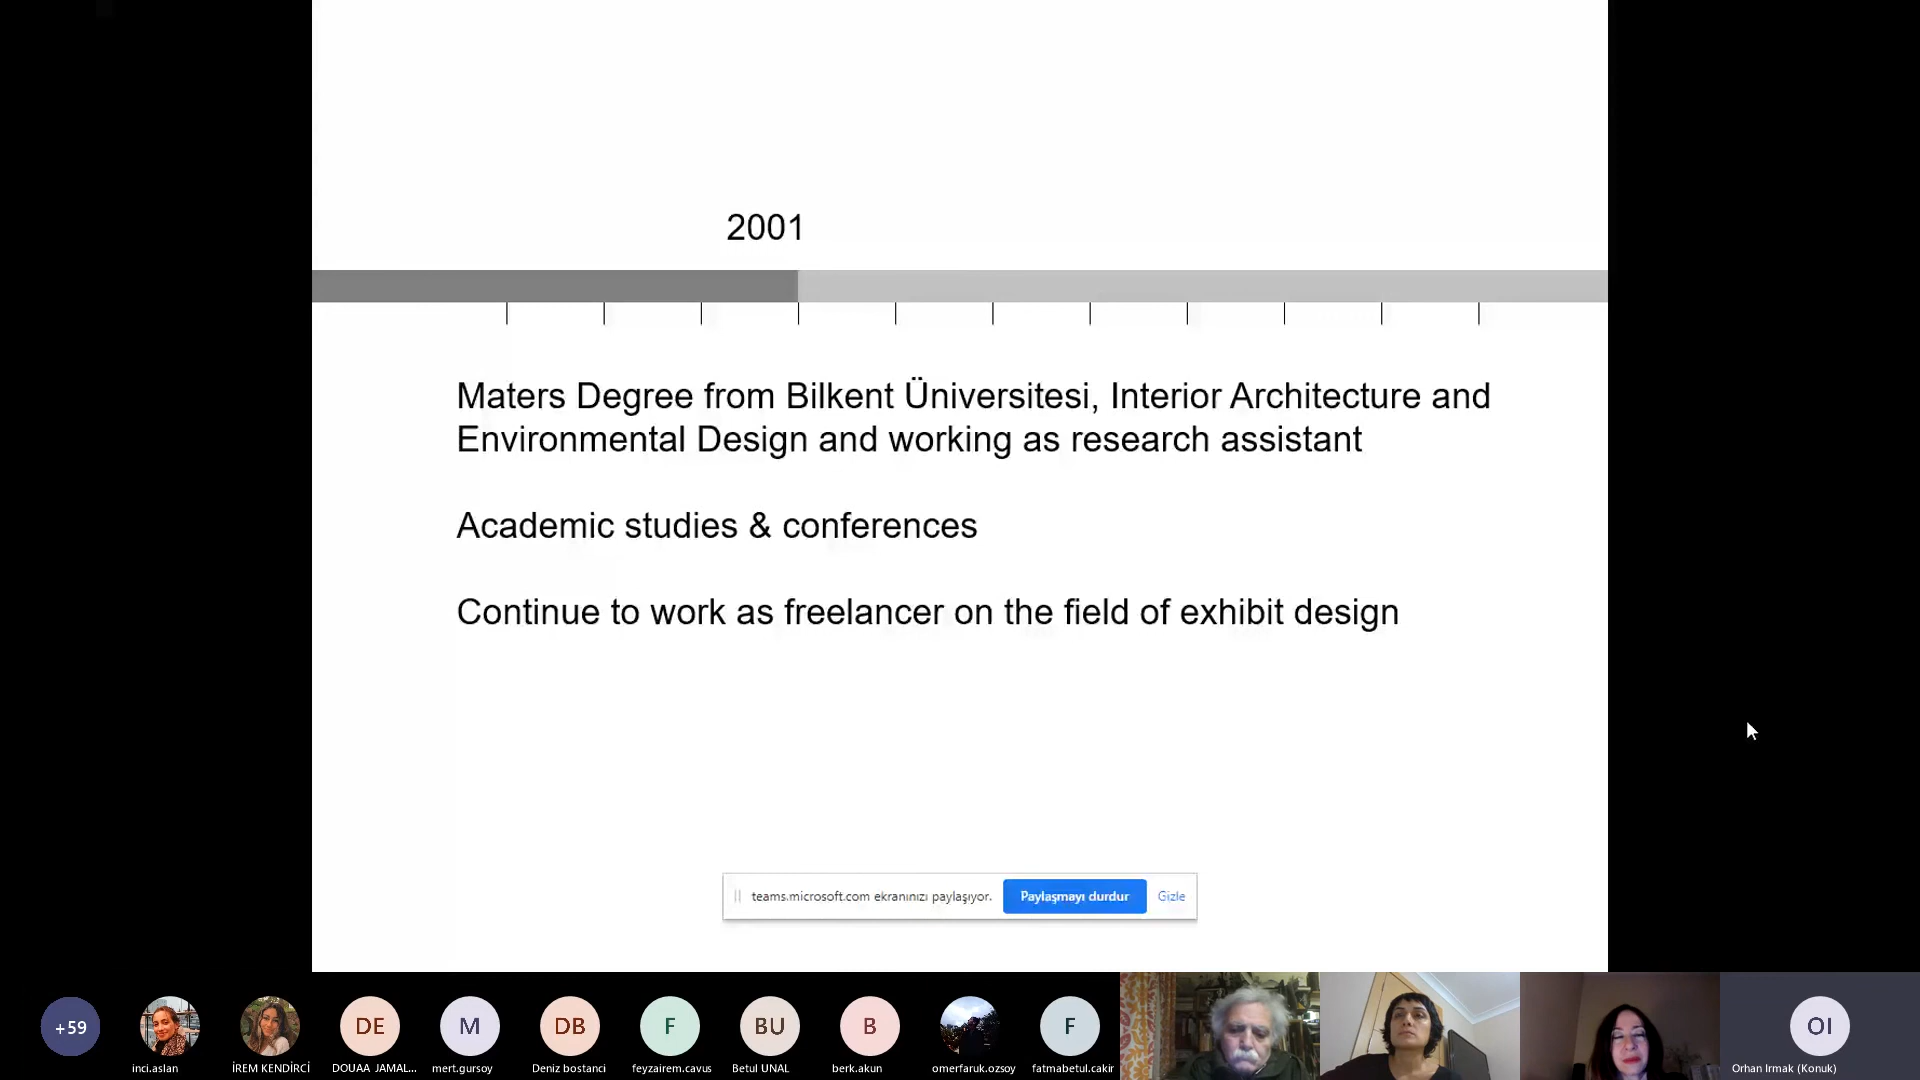 2001
Maters Degree from Bilkent Üniversitesi, Interior Architecture and
Environmental Design and working as research assistant
Academic studies & conferences
Continue to work as freelancer on the field of exhibit design
teams.microsoft.com ekranınızı paylaşıyor.
Paylaşmayı durdur
Gizle
+59
DE
M
DB
F
BU
B
F
OI
inci.aslan
İREM KENDİRCİ
DOUAA JAMAL...
mert.gursoy
Deniz bostanci
feyzairem.cavus
Betul UNAL
berk.akun
omerfaruk.ozsoy
fatmabetul.cakir
Orhan Irmak (Konuk)